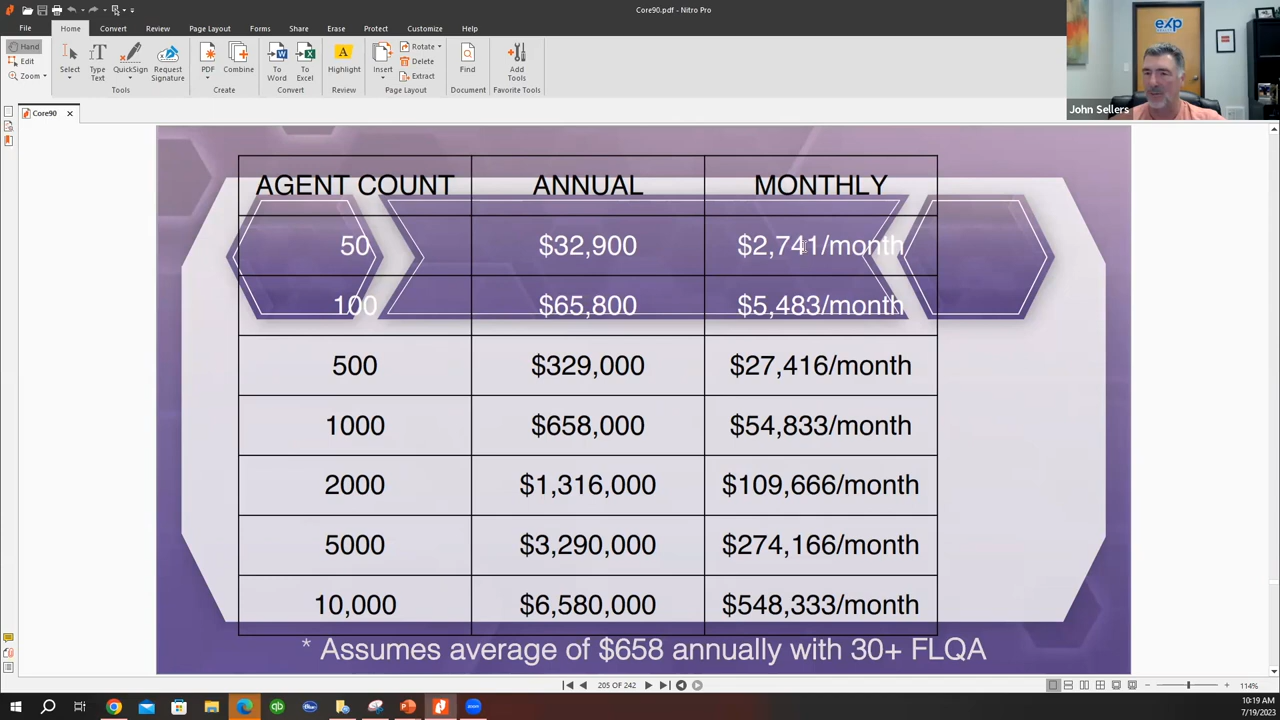 Core90.pdf - Nitro Pro
File Home Convert Review Page Layout Forms Share Erase Protect Customize Help
Hand
Edit
Zoom
Select
Type Text
QuickSign
Request Signature
Tools
PDF
Combine
Create
To Word
To Excel
Convert
Highlight
Review
Insert
Rotate
Delete
Extract
Page Layout
Find
Document
Add Tools
Favorite Tools
exp
John Sellers
Core90
AGENT COUNT ANNUAL MONTHLY
50 $32,900 $2,741/month
100 $65,800 $5,483/month
500 $329,000 $27,416/month
1000 $658,000 $54,833/month
2000 $1,316,000 $109,666/month
5000 $3,290,000 $274,166/month
10,000 $6,580,000 $548,333/month
* Assumes average of $658 annually with 30+ FLQA
205 OF 242
114%
10:19 AM
7/19/2023